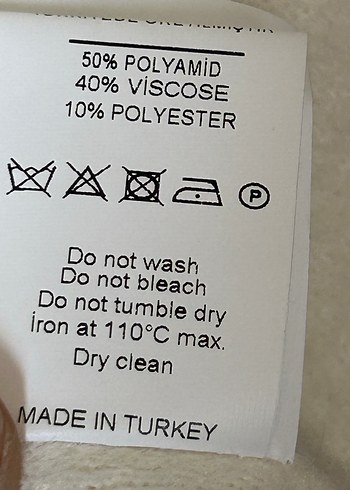 50% POLYAMİD
40% VİSCOSE
10% POLYESTER
P
Do not wash
Do not bleach
Do not tumble dry
İron at 110°C max.
Dry clean
MADE IN TURKEY